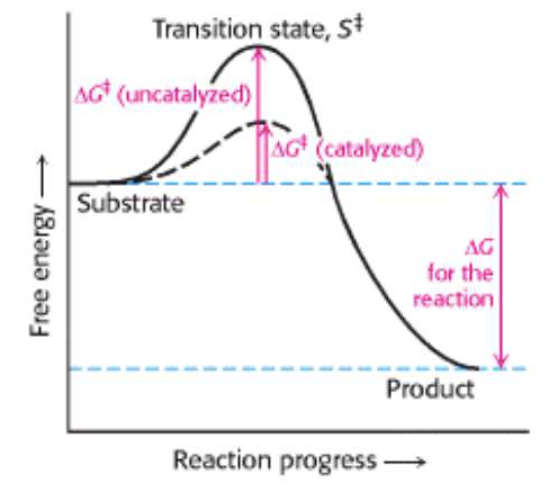 Transition state, S‡
ΔG‡ (uncatalyzed)
ΔG‡ (catalyzed)
Substrate
Free energy →
ΔG
for the
reaction
Product
Reaction progress →